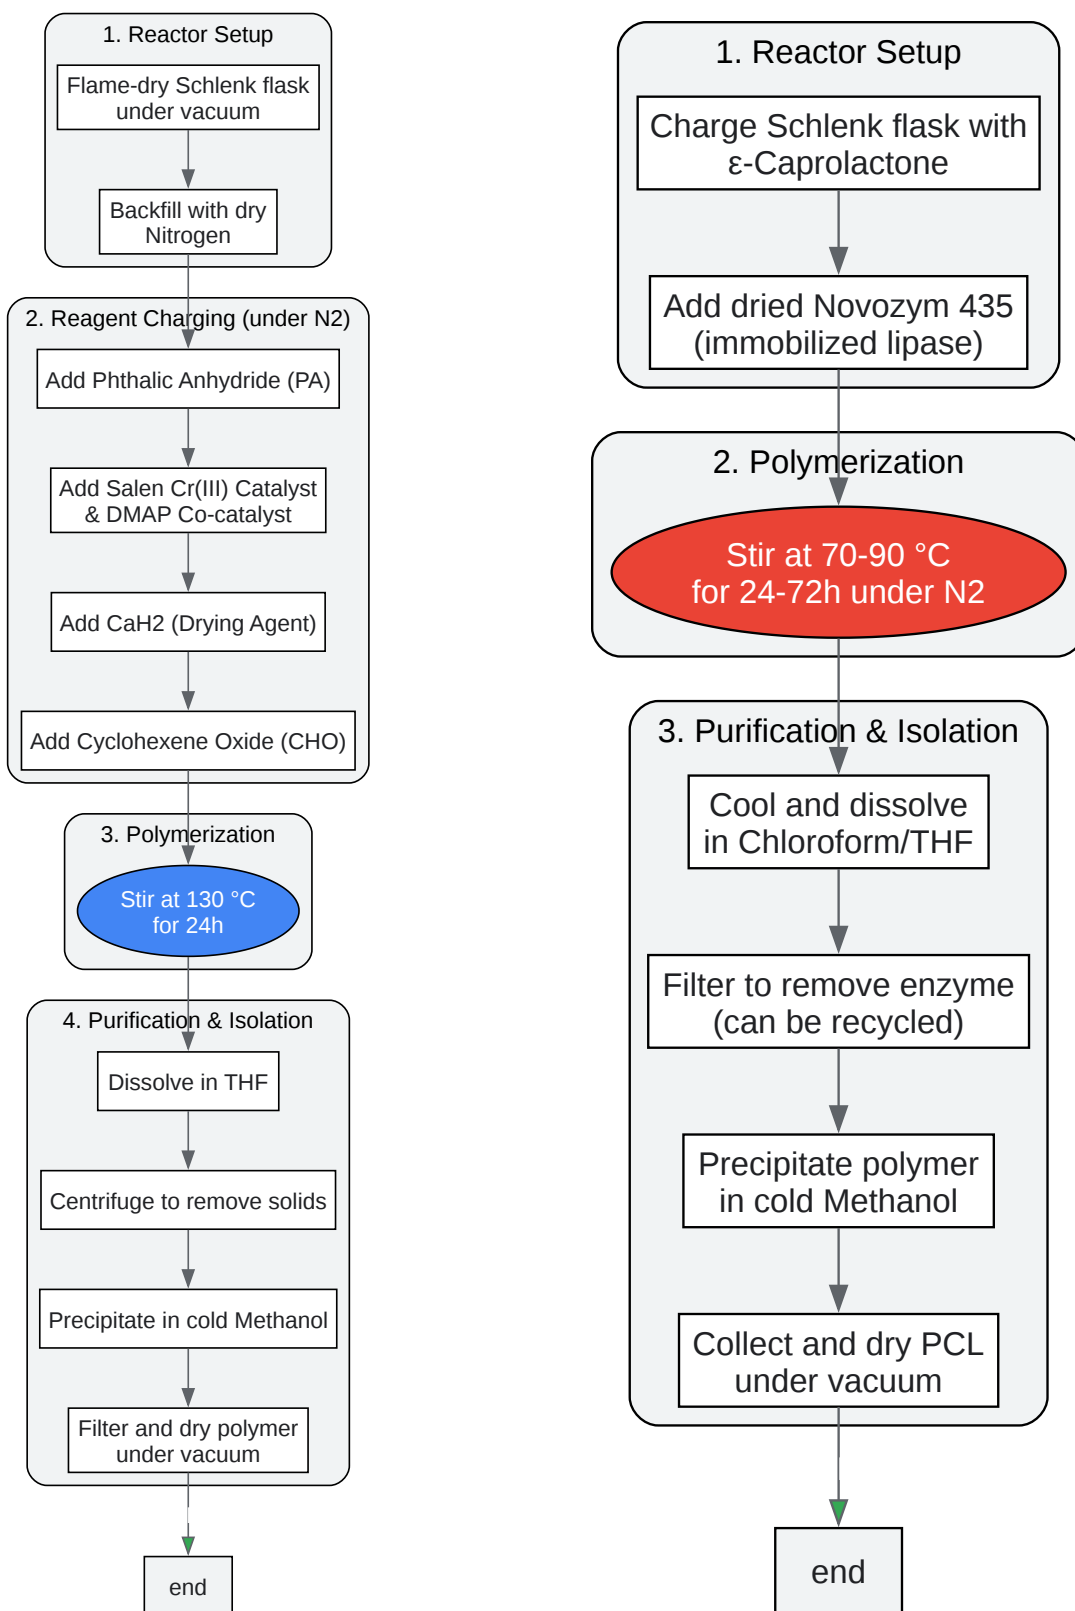 1. Reactor Setup
Flame-dry Schlenk flask
under vacuum
Backfill with dry
Nitrogen
2. Reagent Charging (under N2)
Add Phthalic Anhydride (PA)
Add Salen Cr(III) Catalyst
& DMAP Co-catalyst
Add CaH2 (Drying Agent)
Add Cyclohexene Oxide (CHO)
3. Polymerization
Stir at 130 °C
for 24h
4. Purification & Isolation
Dissolve in THF
Centrifuge to remove solids
Precipitate in cold Methanol
Filter and dry polymer
under vacuum
end
1. Reactor Setup
Charge Schlenk flask with
ε-Caprolactone
Add dried Novozym 435
(immobilized lipase)
2. Polymerization
Stir at 70-90 °C
for 24-72h under N2
3. Purification & Isolation
Cool and dissolve
in Chloroform/THF
Filter to remove enzyme
(can be recycled)
Precipitate polymer
in cold Methanol
Collect and dry PCL
under vacuum
end